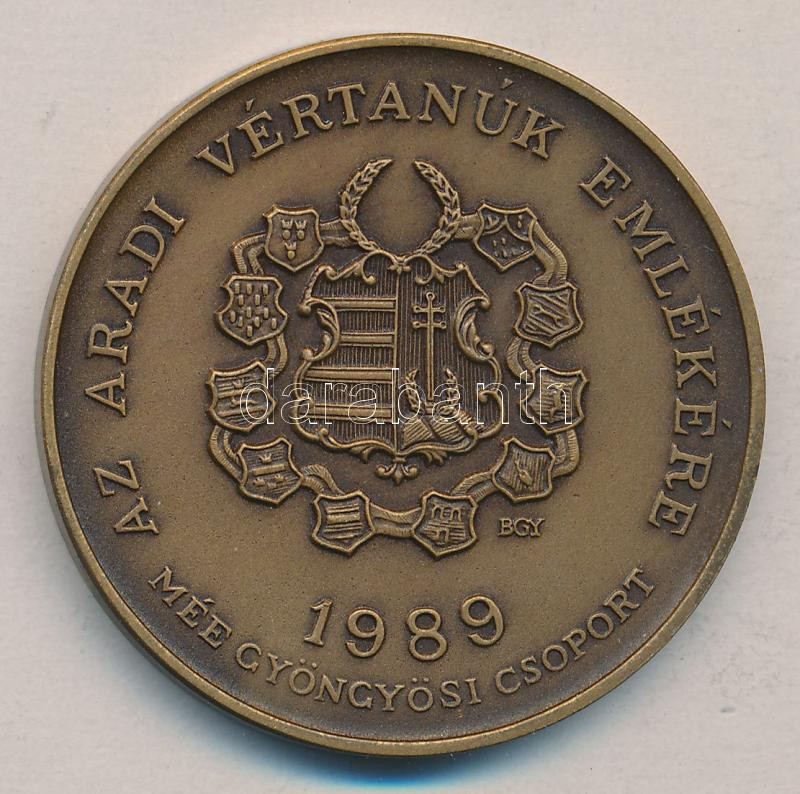 AZ ARADI VÉRTANÚK EMLÉKÉRE
darabanth
BGY
1989
MÉE GYÖNGYÖSI CSOPORT